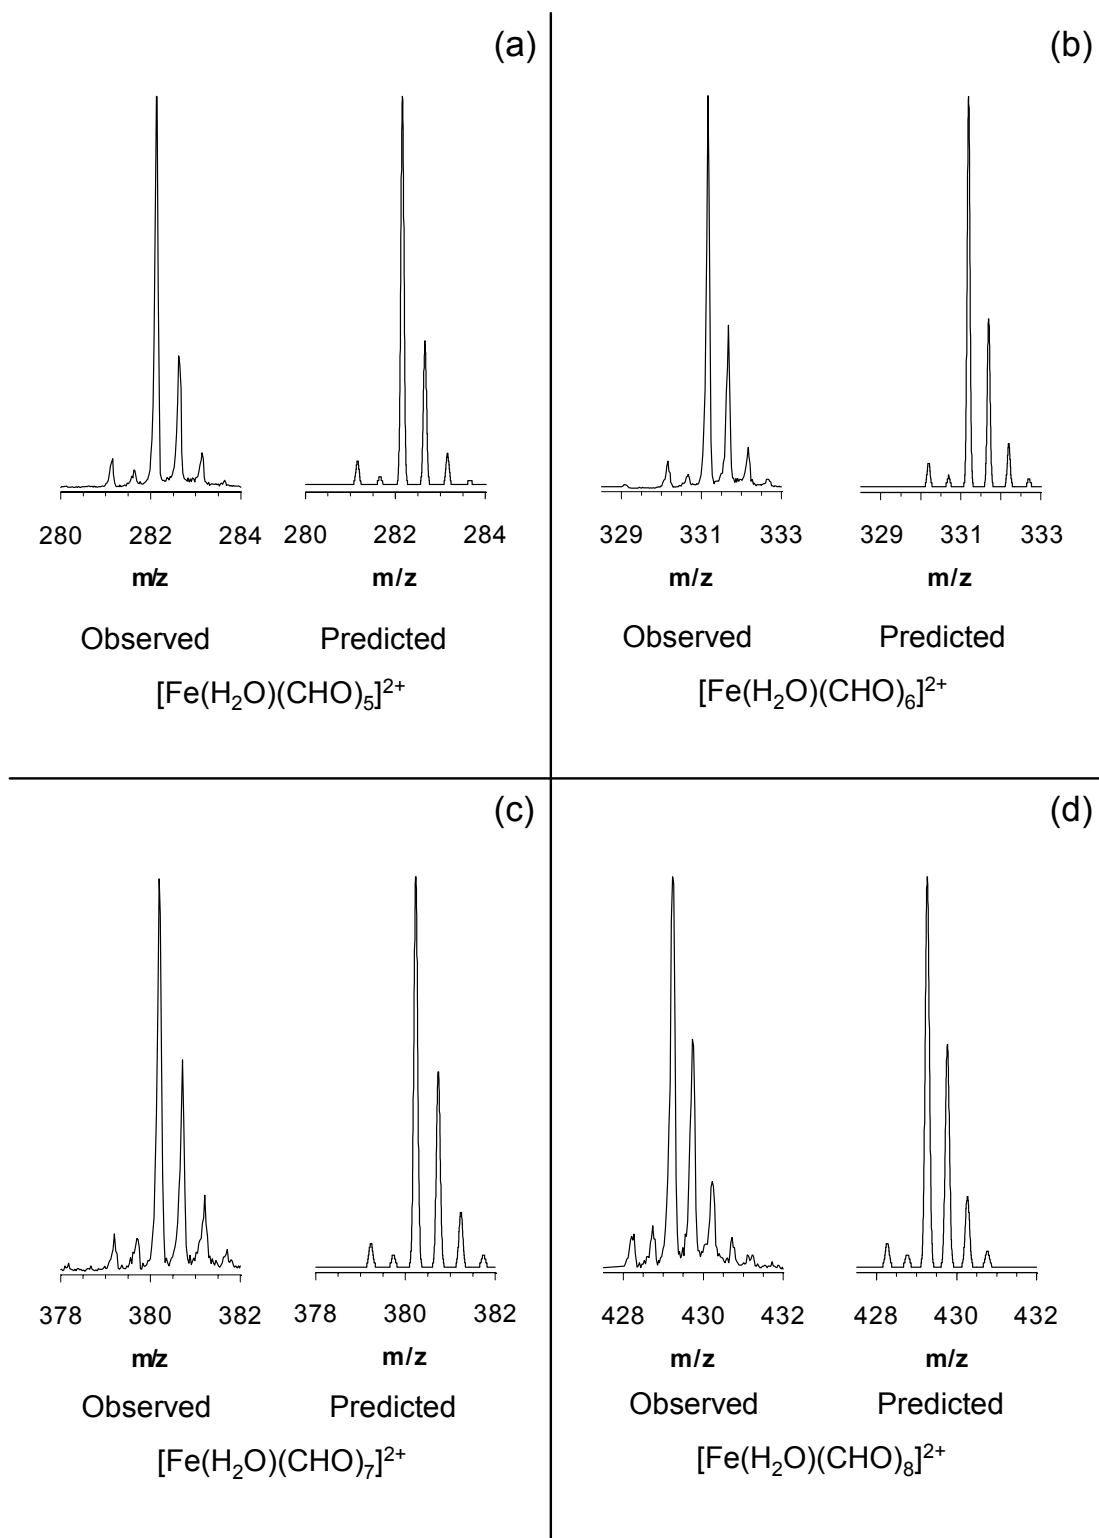 (a)
280 282 284 280 282 284
m/z m/z
Observed Predicted
[Fe(H₂O)(CHO)₅]²⁺
(b)
329 331 333 329 331 333
m/z m/z
Observed Predicted
[Fe(H₂O)(CHO)₆]²⁺
(c)
378 380 382 378 380 382
m/z m/z
Observed Predicted
[Fe(H₂O)(CHO)₇]²⁺
(d)
428 430 432 428 430 432
m/z m/z
Observed Predicted
[Fe(H₂O)(CHO)₈]²⁺